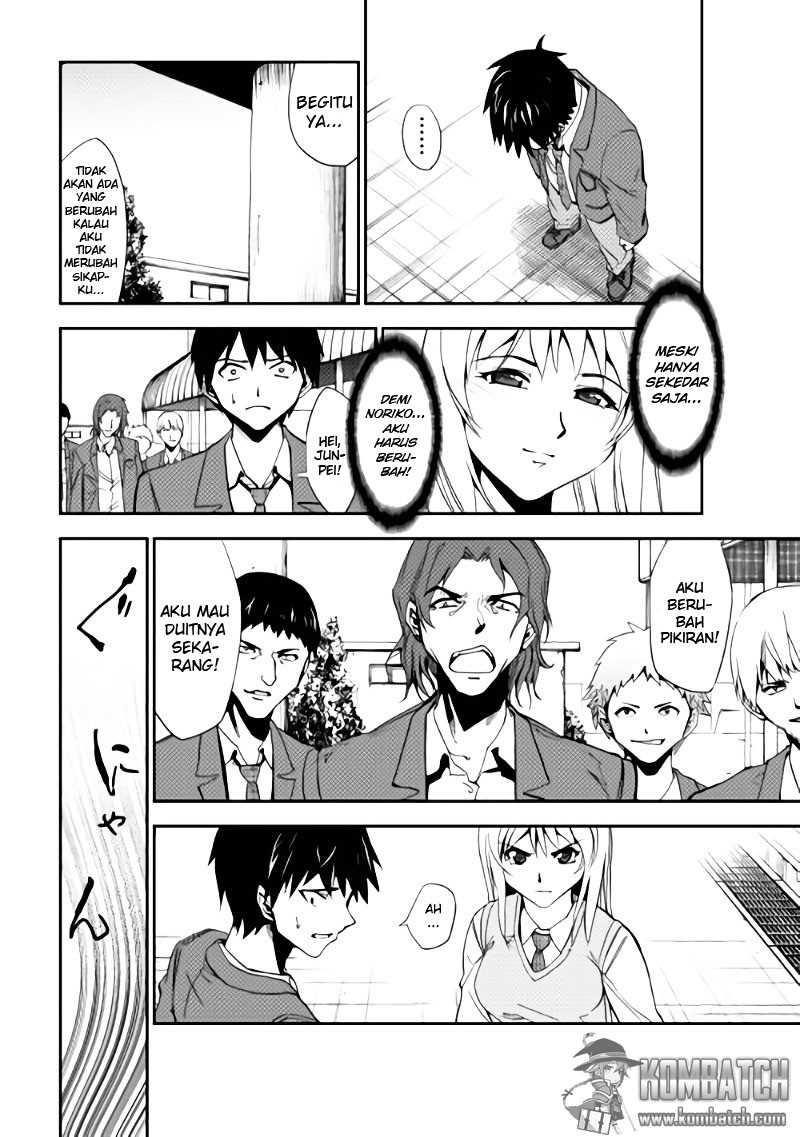 ......
BEGITU
YA...
TIDAK
AKAN ADA
YANG
BERUBAH
KALAU
AKU
TIDAK
MERUBAH
SIKAP-
KU...
MESKI
HANYA
SEKEDAR
SAJA...
DEMI
NORIKO...
AKU
HARUS
BERU-
BAH!
HEI,
JUN-
PEI!
AKU
BERU-
BAH
PIKIRAN!
AKU MAU
DUITNYA
SEKA-
RANG!
ぐにゃん
AH
...
KOMBATCH
www.kombatch.com